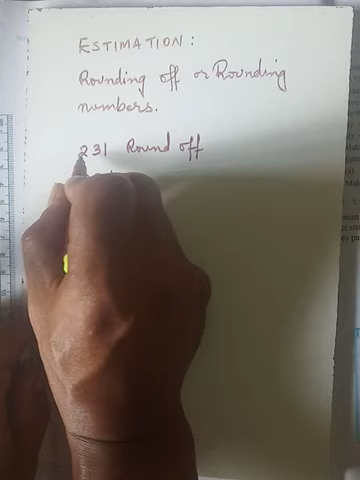 ESTIMATION:
Rounding off or Rounding
numbers.
231 Round off